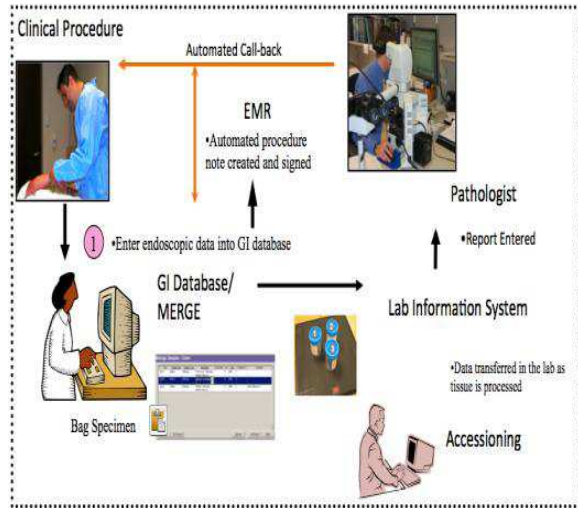 Clinical Procedure
Automated Call-back
EMR
•Automated procedure
note created and signed
Pathologist
•Report Entered
1
•Enter endoscopic data into GI database
GI Database/
MERGE
Lab Information System
•Data transferred in the lab as
tissue is processed
Bag Specimen
Accessioning